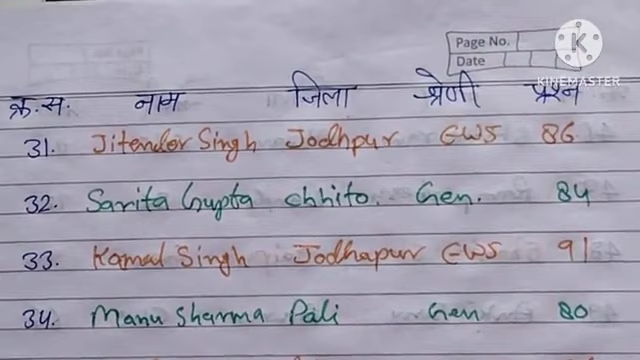 Page No.
Date
K
KINEMASTER
क्र.स. नाम जिला श्रेणी प्रश्न
31. Jitender Singh Jodhpur EWS 86
32. Sarita Gupta chhito. Gen. 84
33. Kamal Singh Jodhapur EWS 91
34. Manu Sharma Pali Gen 80